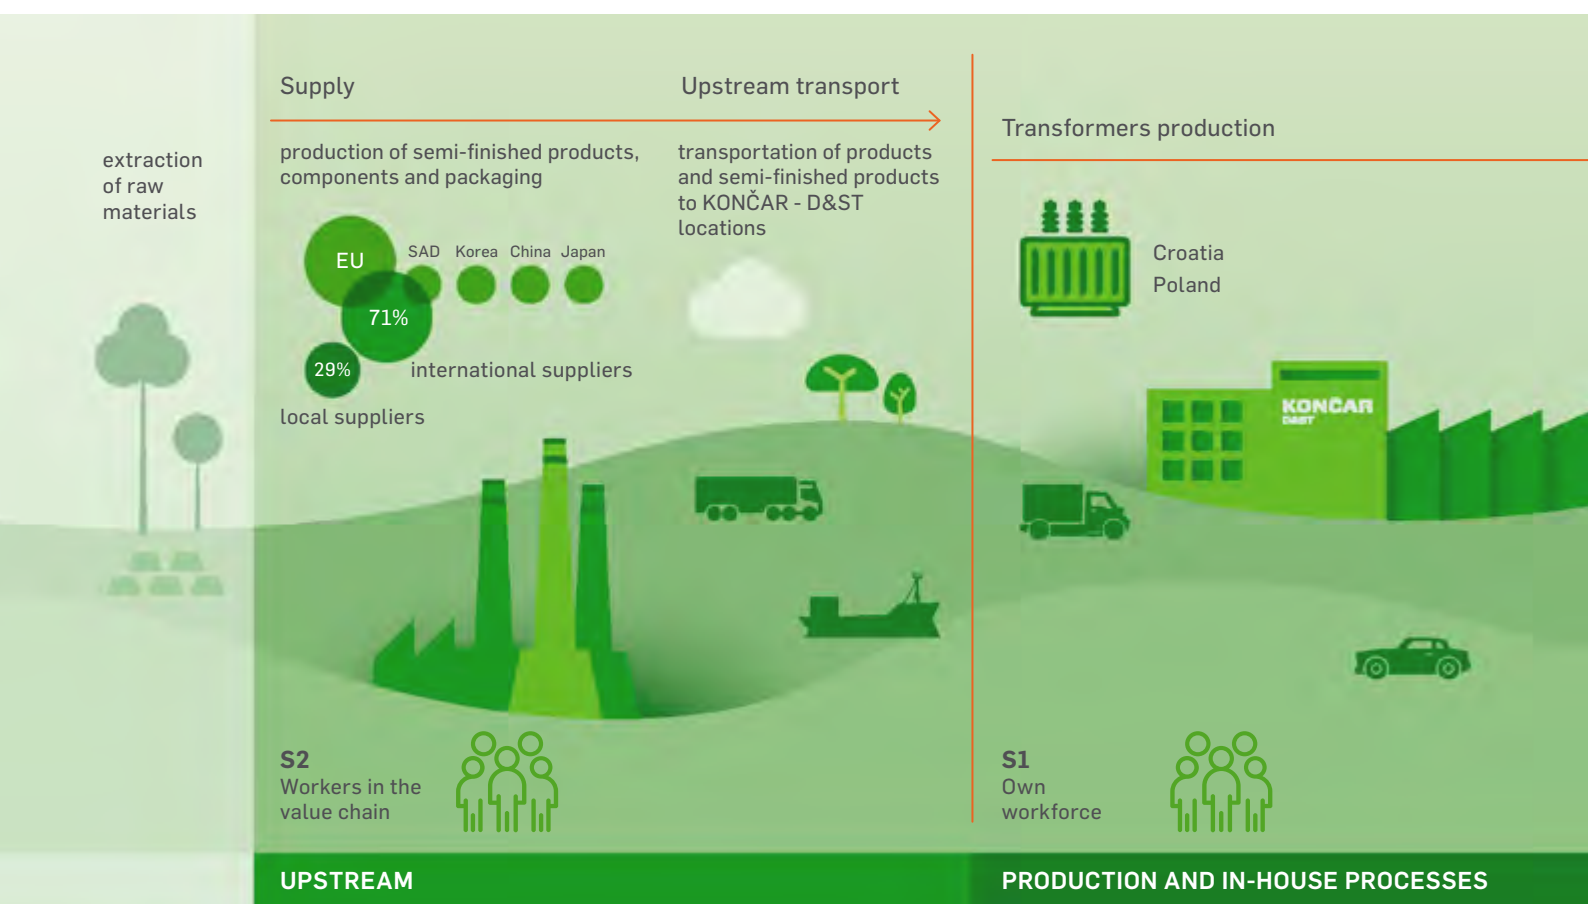 extraction
of raw
materials
Supply
Upstream transport
production of semi-finished products,
components and packaging
transportation of products
and semi-finished products
to KONČAR - D&ST
locations
EU
SAD
Korea
China
Japan
71%
29%
international suppliers
local suppliers
S2
Workers in the
value chain
UPSTREAM
Transformers production
Croatia
Poland
KONČAR
D&ST
S1
Own
workforce
PRODUCTION AND IN-HOUSE PROCESSES